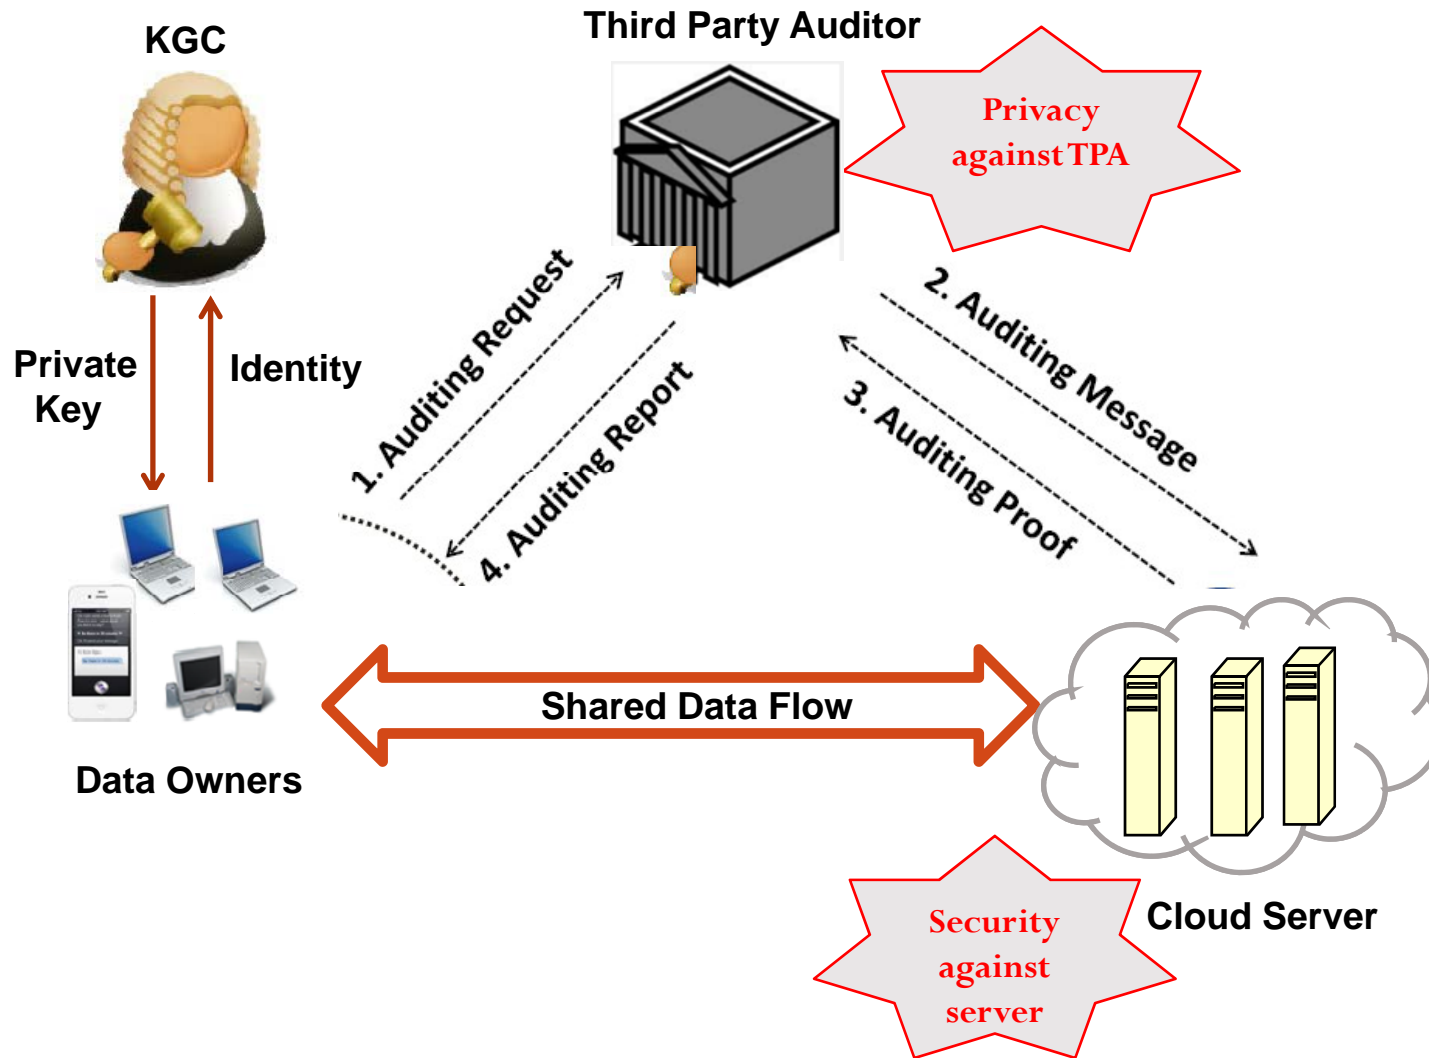 KGC
Third Party Auditor
Privacy
against TPA
Private
Key
Identity
1. Auditing Request
4. Auditing Report
2. Auditing Message
3. Auditing Proof
Shared Data Flow
Data Owners
Cloud Server
Security
against
server